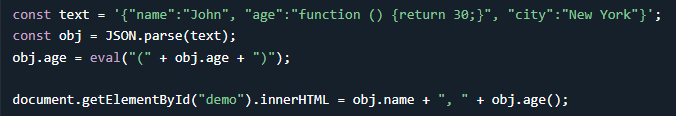 const text = '{"name":"John", "age":"function () {return 30;}", "city":"New York"}';
const obj = JSON.parse(text);
obj.age = eval("(" + obj.age + ")");
document.getElementById("demo").innerHTML = obj.name + ", " + obj.age();